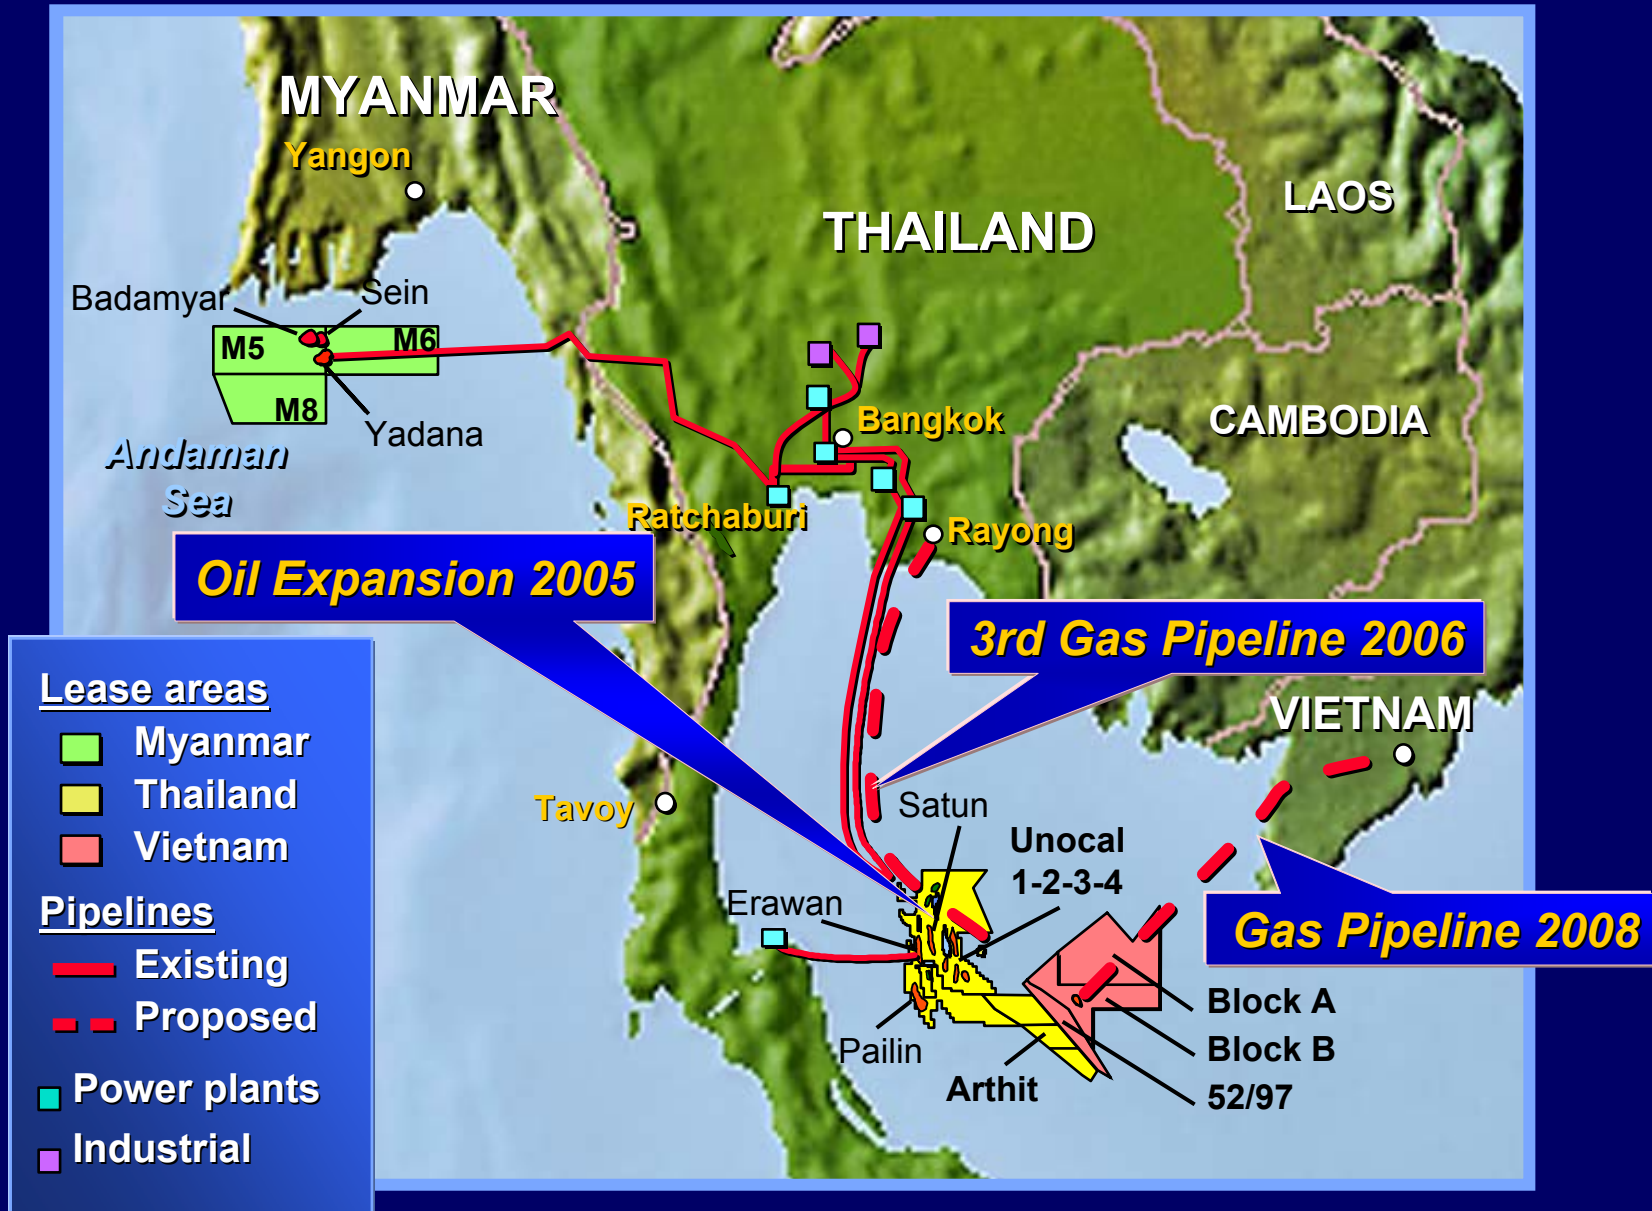 MYANMAR
Yangon
LAOS
THAILAND
Badamyar
Sein
M5
M6
M8
Yadana
Andaman
Sea
Bangkok
CAMBODIA
Ratchaburi
Rayong
Oil Expansion 2005
3rd Gas Pipeline 2006
VIETNAM
Tavoy
Satun
Unocal
1-2-3-4
Erawan
Gas Pipeline 2008
Block A
Block B
52/97
Pailin
Arthit
Lease areas
Myanmar
Thailand
Vietnam
Pipelines
Existing
Proposed
Power plants
Industrial